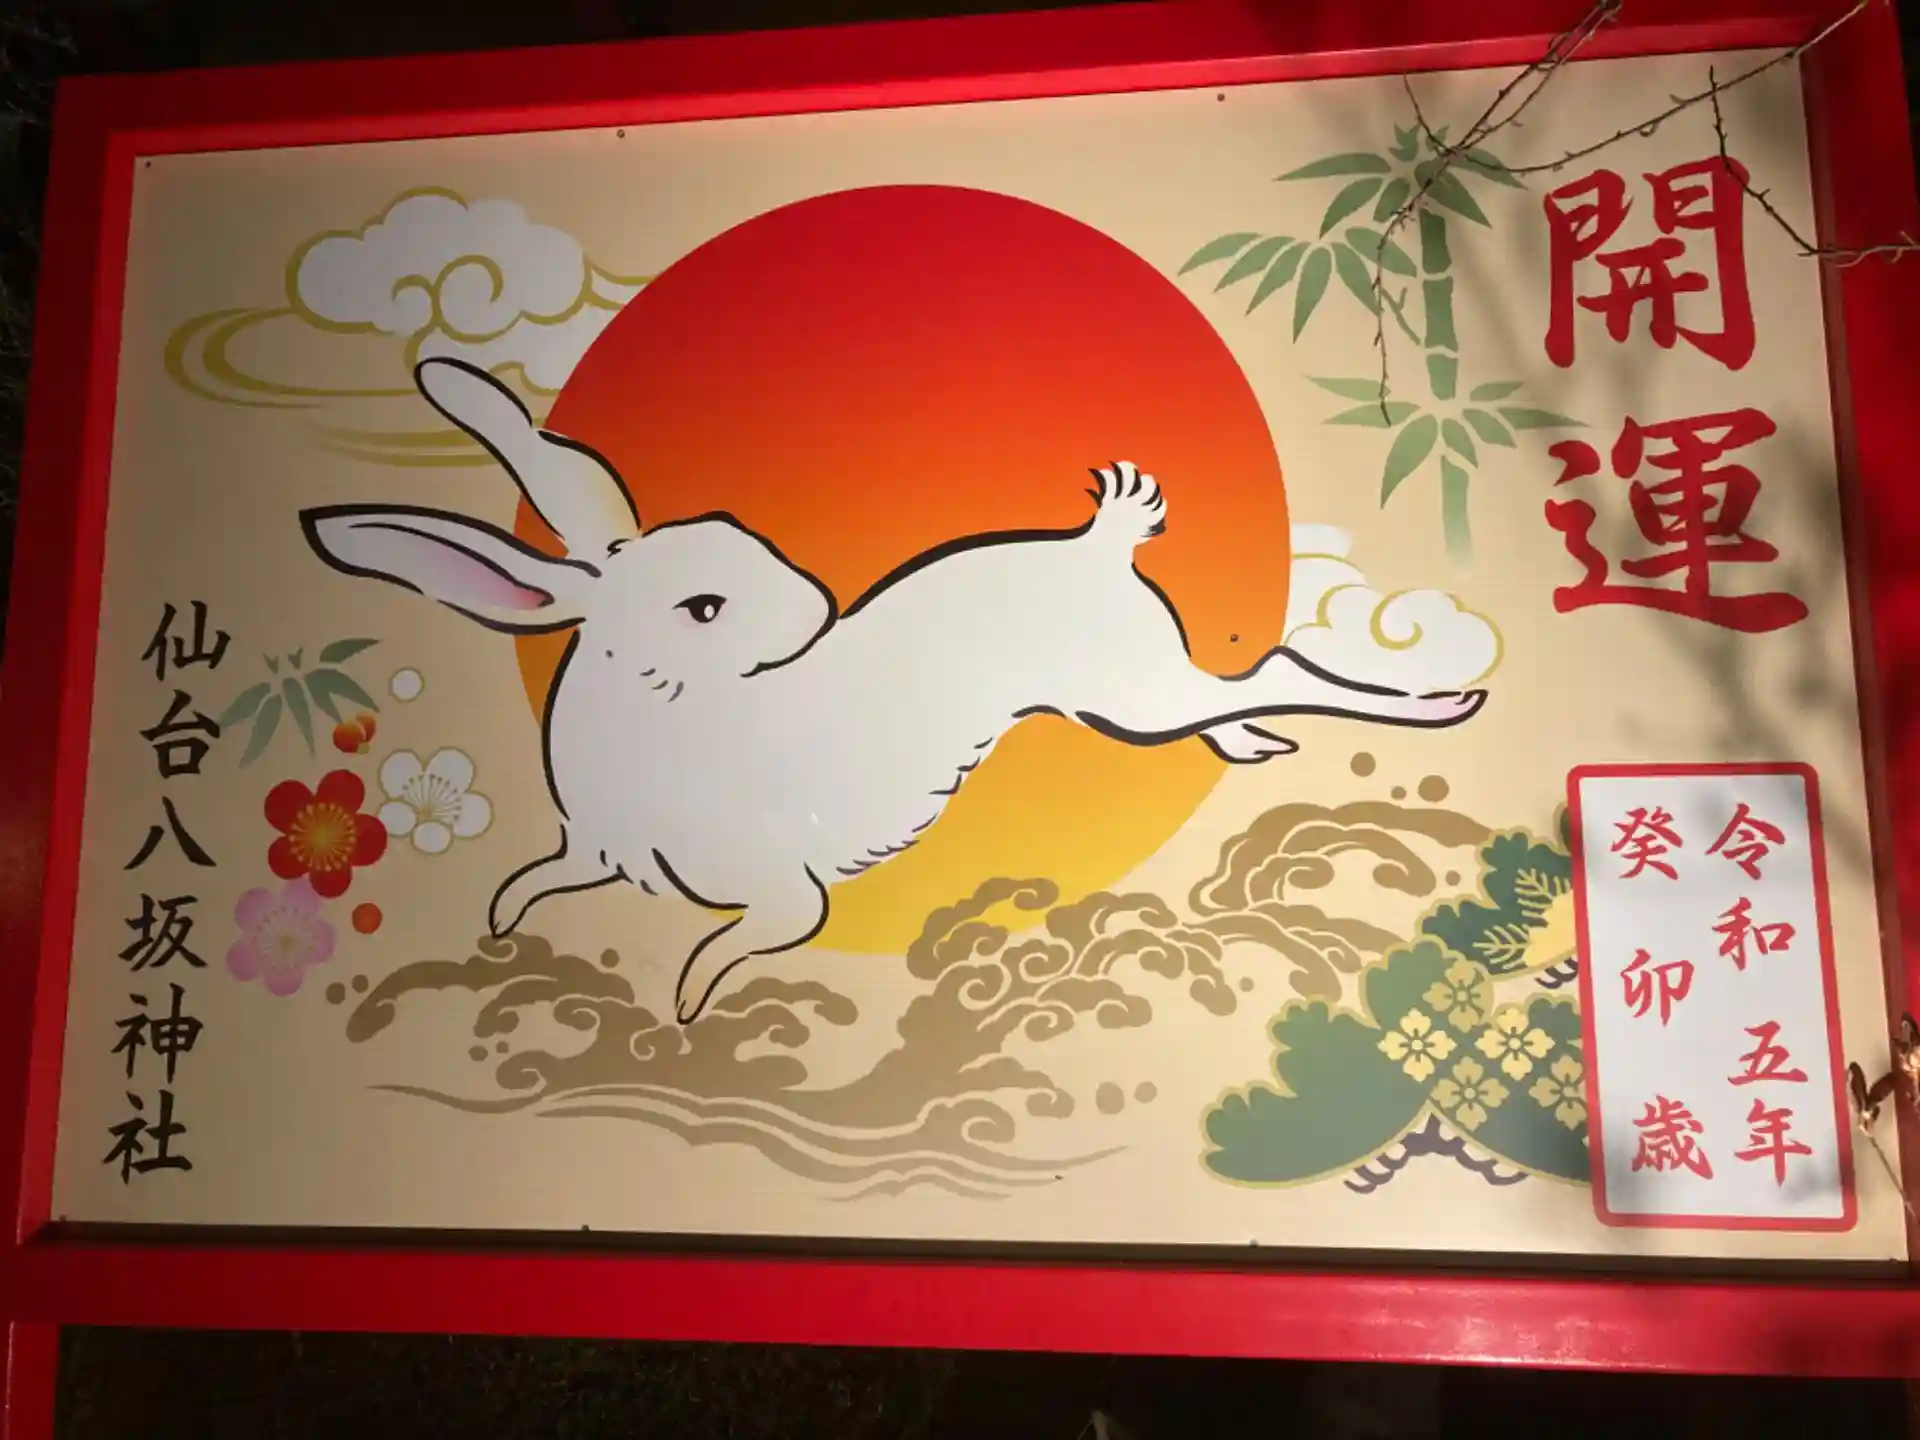 開運
令和五年
癸卯歳
仙台八坂神社